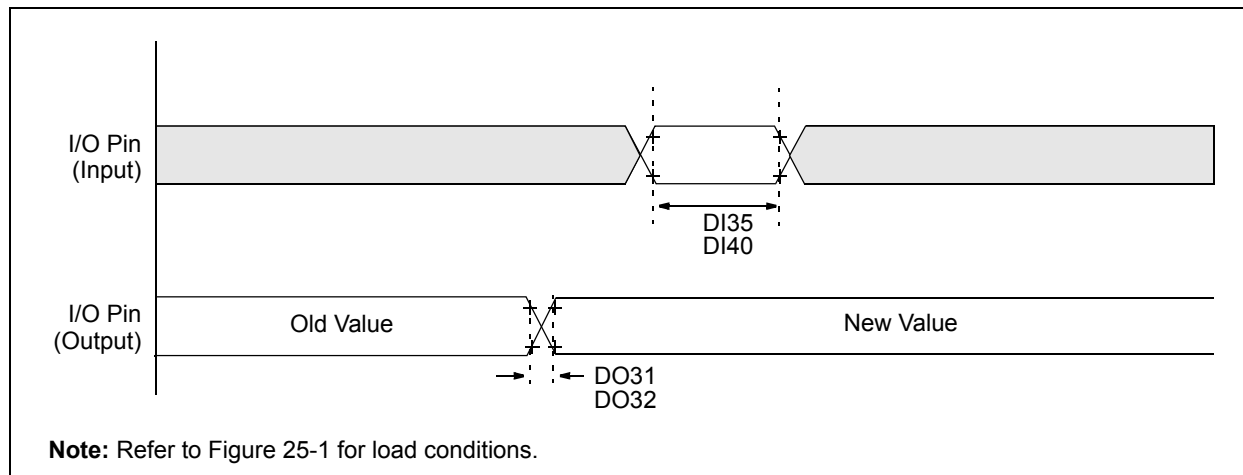 I/O Pin
(Input)
DI35
DI40
I/O Pin
(Output)
Old Value
New Value
DO31
DO32
Note: Refer to Figure 25-1 for load conditions.